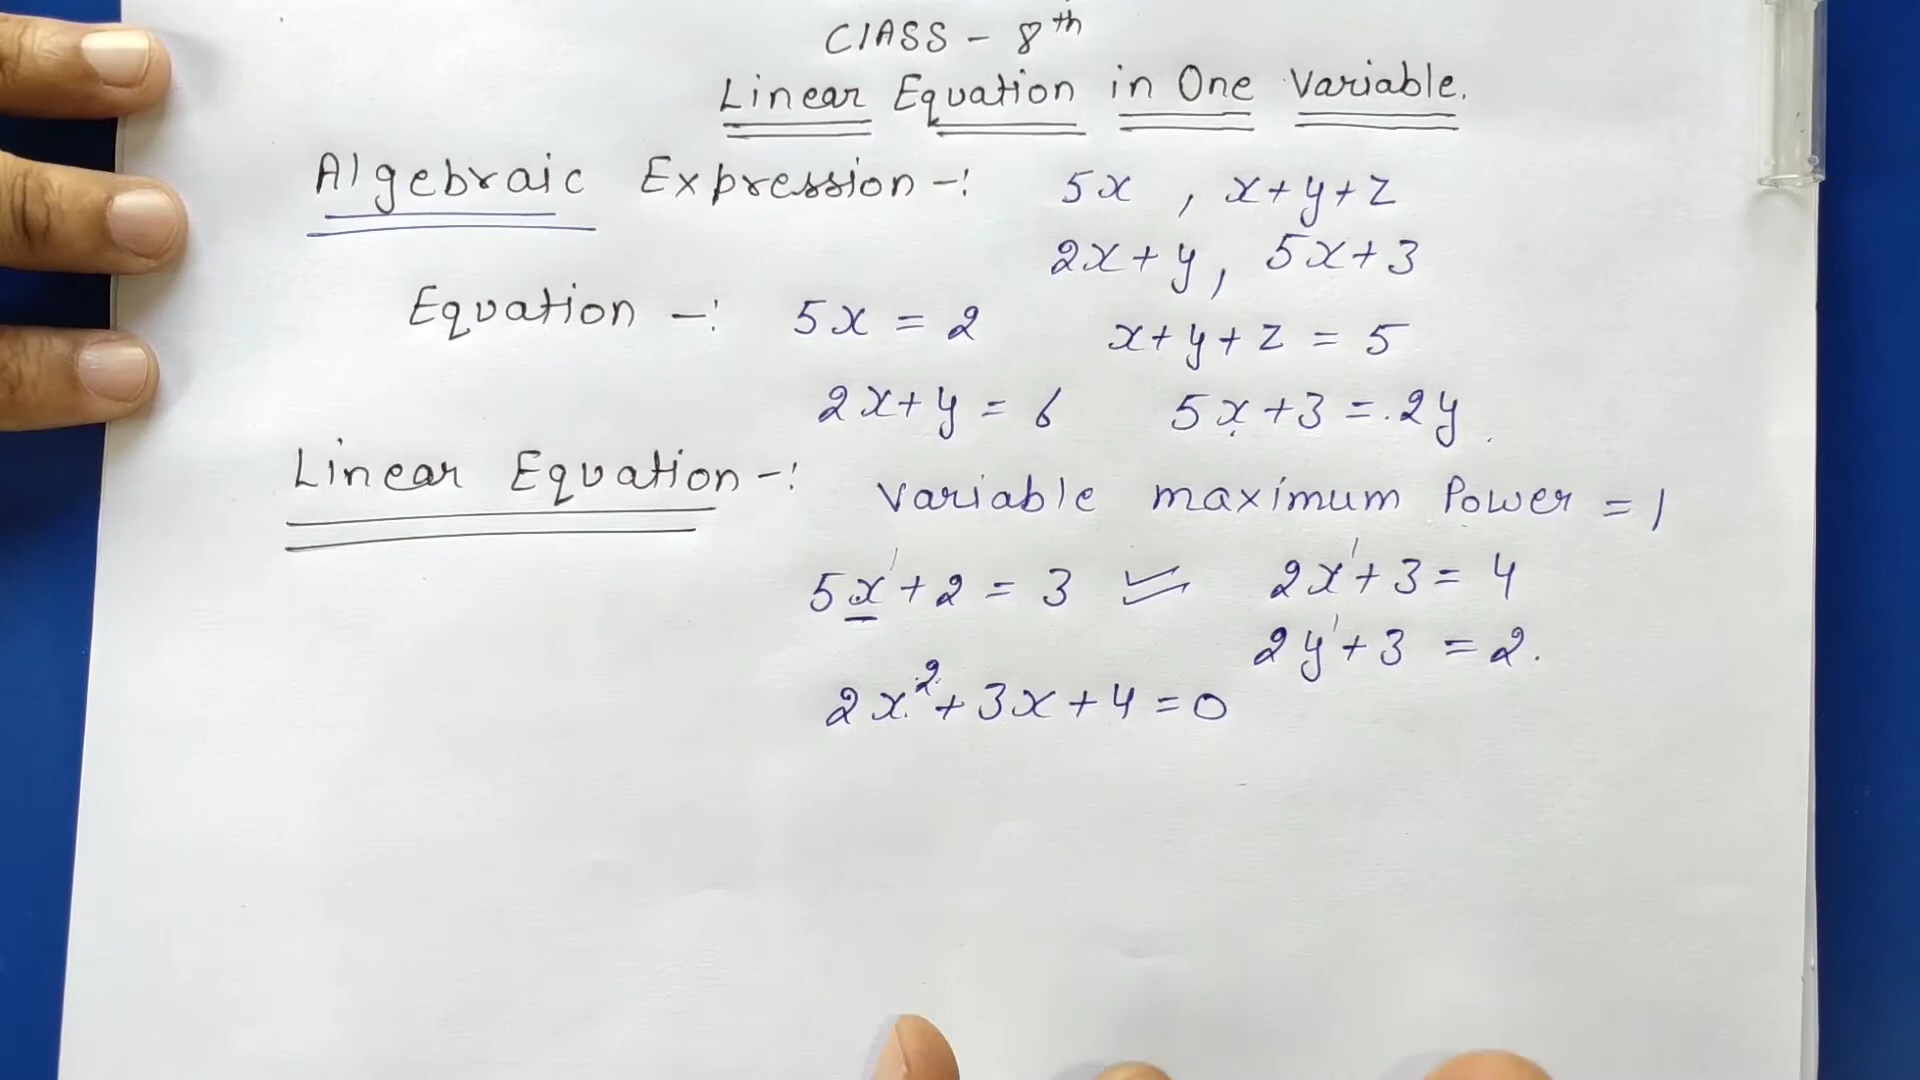 ClASS - 8th
Linear Equation in One Variable.
Algebraic Expression -: 5x , x+y+z
2x+y, 5x+3
Equation -: 5x = 2 x+y+z = 5
2x+y = 6 5x+3 = 2y
Linear Equation -: Variable maximum Power = 1
5x¹+2 = 3 2x¹+3 = 4
2y¹+3 = 2.
2x²+3x+4=0